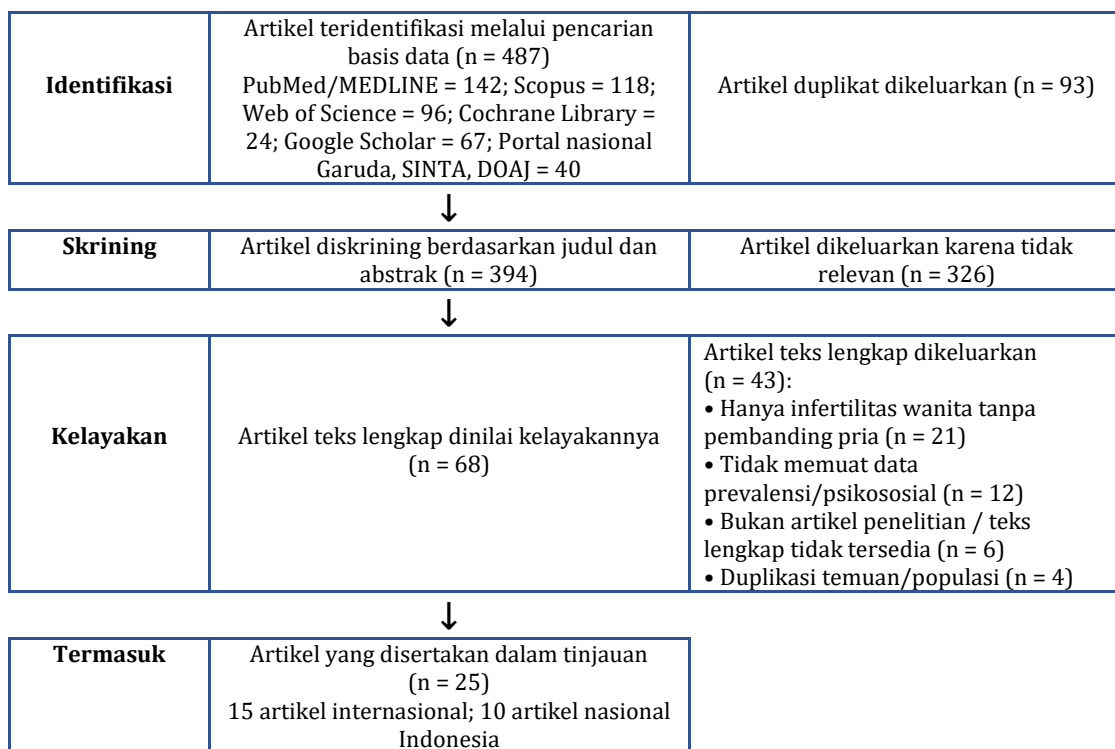 Identifikasi
Artikel teridentifikasi melalui pencarian
basis data (n = 487)
PubMed/MEDLINE = 142; Scopus = 118;
Web of Science = 96; Cochrane Library =
24; Google Scholar = 67; Portal nasional
Garuda, SINTA, DOAJ = 40
Artikel duplikat dikeluarkan (n = 93)
↓
Skrining
Artikel diskrining berdasarkan judul dan
abstrak (n = 394)
Artikel dikeluarkan karena tidak
relevan (n = 326)
↓
Kelayakan
Artikel teks lengkap dinilai kelayakannya
(n = 68)
Artikel teks lengkap dikeluarkan
(n = 43):
• Hanya infertilitas wanita tanpa
pembanding pria (n = 21)
• Tidak memuat data
prevalensi/psikososial (n = 12)
• Bukan artikel penelitian / teks
lengkap tidak tersedia (n = 6)
• Duplikasi temuan/populasi (n = 4)
↓
Termasuk
Artikel yang disertakan dalam tinjauan
(n = 25)
15 artikel internasional; 10 artikel nasional
Indonesia